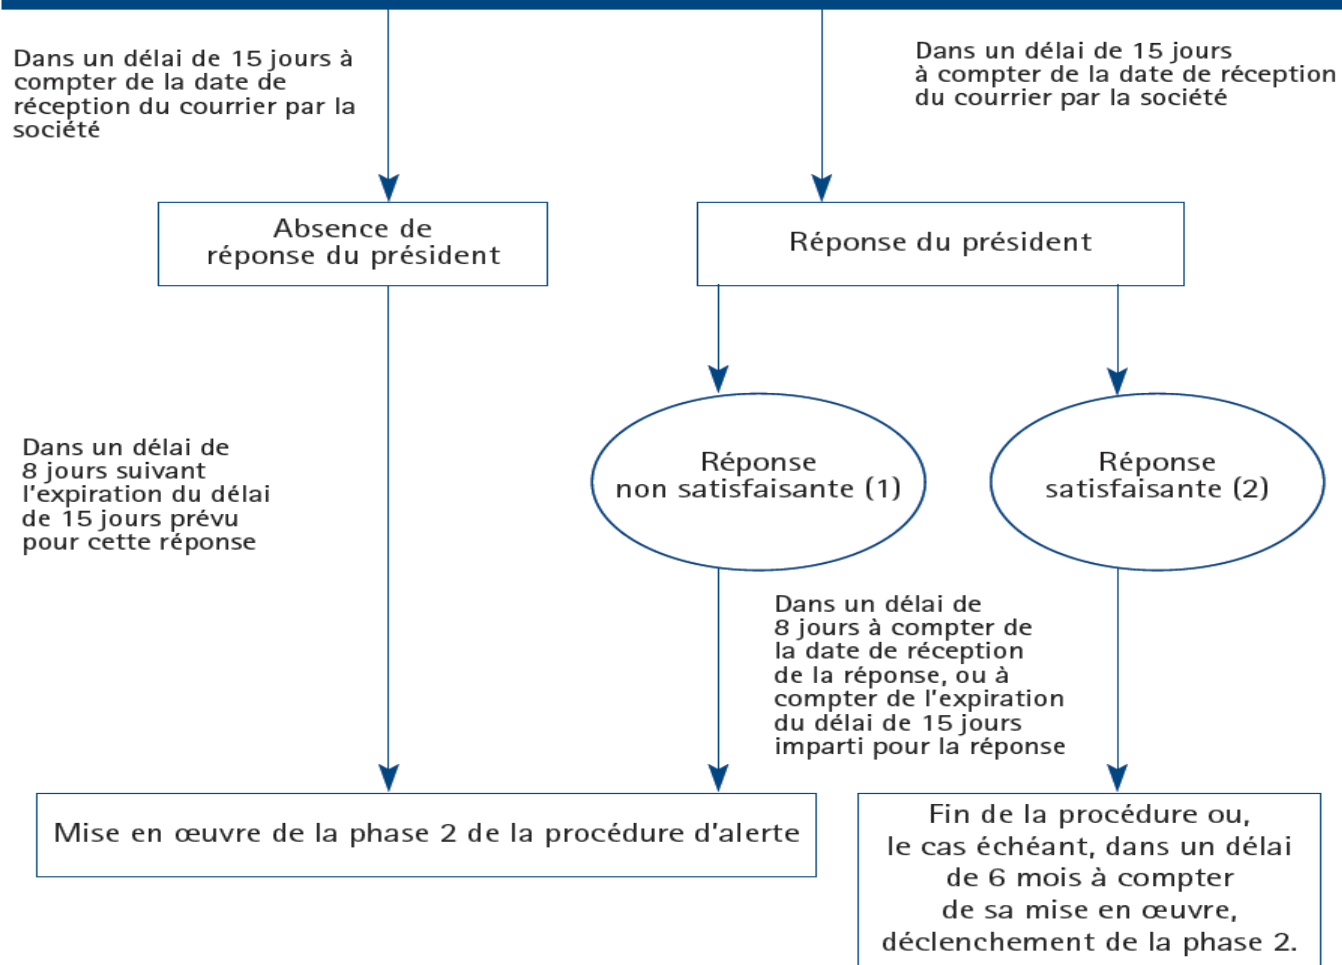 Dans un délai de 15 jours à
compter de la date de
réception du courrier par la
société
Dans un délai de 15 jours
à compter de la date de réception
du courrier par la société
Absence de
réponse du président
Réponse du président
Dans un délai de
8 jours suivant
l'expiration du délai
de 15 jours prévu
pour cette réponse
Réponse
non satisfaisante (1)
Réponse
satisfaisante (2)
Dans un délai de
8 jours à compter de
la date de réception
de la réponse, ou à
compter de l'expiration
du délai de 15 jours
imparti pour la réponse
Mise en œuvre de la phase 2 de la procédure d'alerte
Fin de la procédure ou,
le cas échéant, dans un délai
de 6 mois à compter
de sa mise en œuvre,
déclenchement de la phase 2.